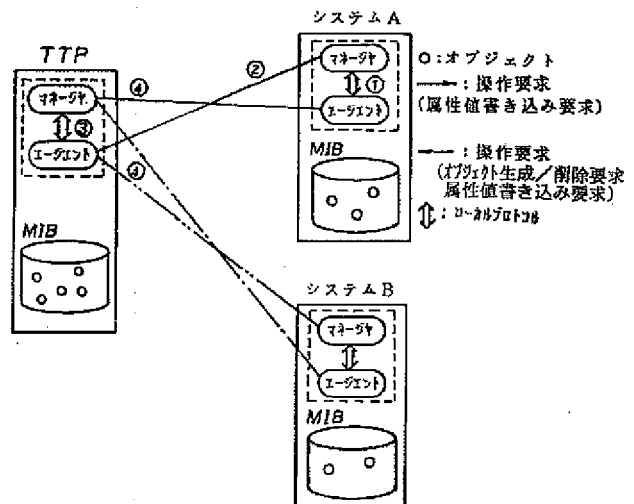 TTP
マネージャ
③
エージェント
MIB
④
②
④
システムA
マネージャ
①
エージェント
MIB
システムB
マネージャ
エージェント
MIB
○:オブジェクト
:操作要求
(属性値書き込み要求)
:操作要求
(オブジェクト生成/削除要求
属性値書き込み要求)
:ローカルプロトコル